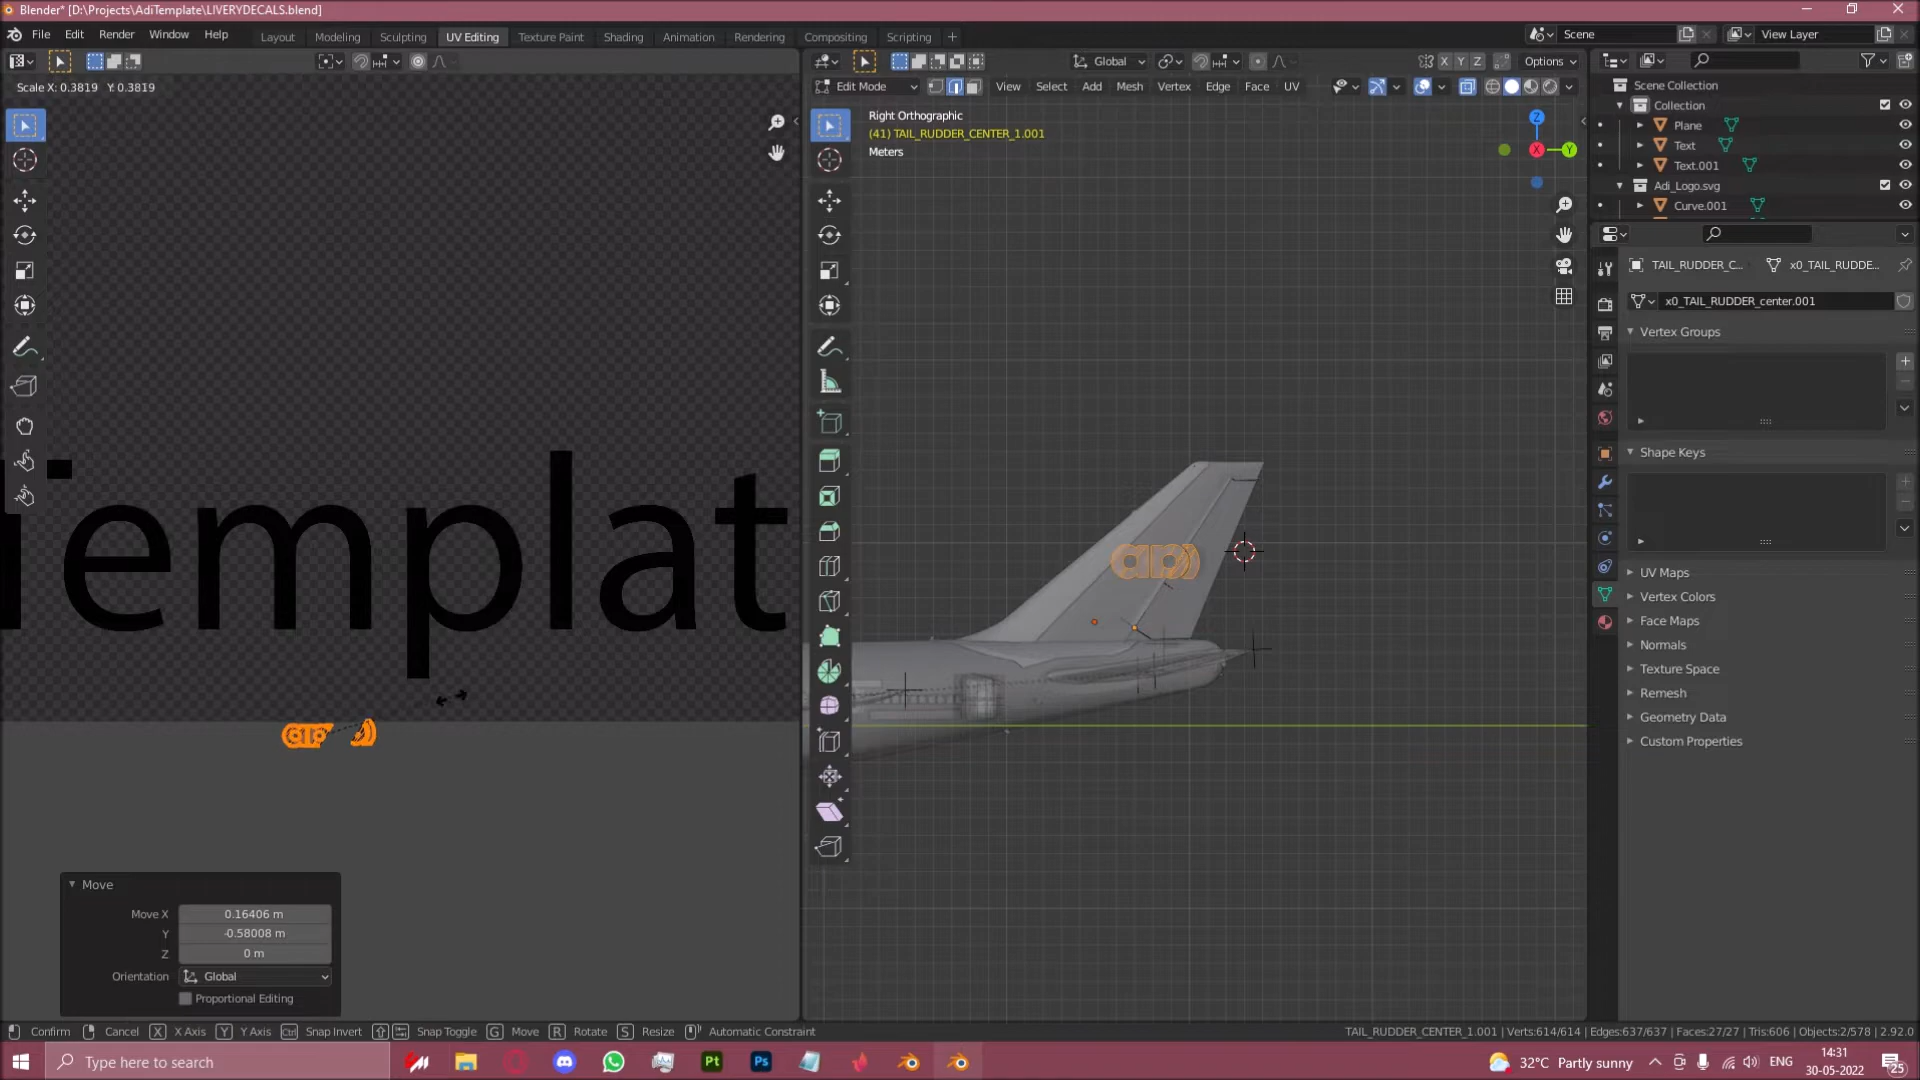 Blender* [D:\Projects\AdiTemplate\LIVERYDECALS.blend]
File Edit Render Window Help Layout Modeling Sculpting UV Editing Texture Paint Shading Animation Rendering Compositing Scripting Scene View Layer
Global Options
Scale X: 0.3819 Y: 0.3819
Edit Mode View Select Add Mesh Vertex Edge Face UV X Y Z
Right Orthographic
(41) TAIL_RUDDER_CENTER_1.001
Meters
Z
X
Y
Scene Collection
Collection
Plane
Text
Text.001
Adi_Logo.svg
Curve.001
TAIL_RUDDER_C... x0_TAIL_RUDDE...
x0_TAIL_RUDDER_center.001
Vertex Groups
Shape Keys
UV Maps
Vertex Colors
Face Maps
Normals
Texture Space
Remesh
Geometry Data
Custom Properties
iTemplat
Move
Move X 0.16406 m
Y -0.58008 m
Z 0 m
Orientation Global
Proportional Editing
Confirm Cancel X X Axis Y Y Axis Ctrl Snap Invert Snap Toggle G Move R Rotate S Resize Automatic Constraint
TAIL_RUDDER_CENTER_1.001 | Verts:614/614 | Edges:637/637 | Faces:27/27 | Tris:606 | Objects:2/578 | 2.92.0
Type here to search Pt Ps 32°C Partly sunny ENG
14:31
30-05-2022
25